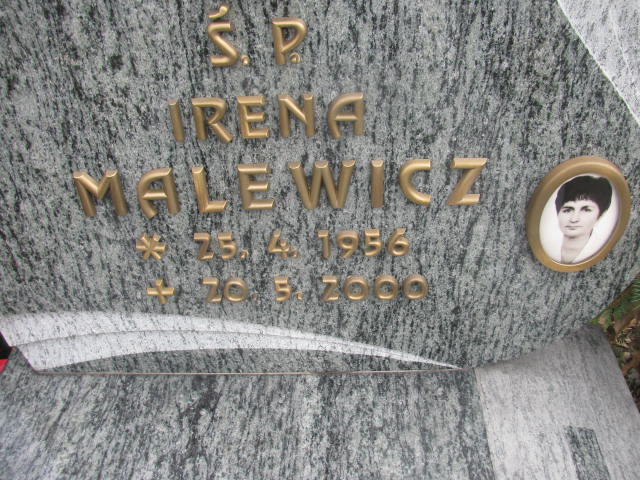 Ś. P.
IRENA
MALEWICZ
* 25. 4. 1956
+ 20. 5. 2000